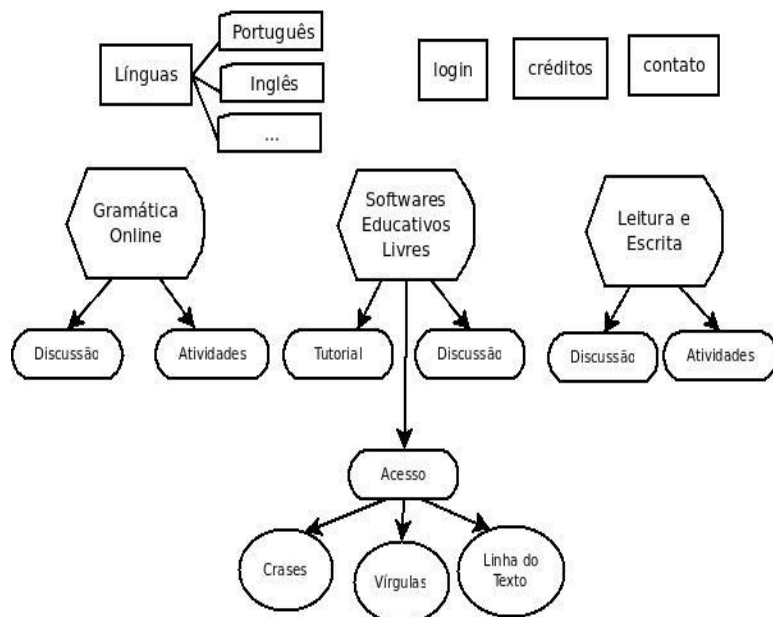 Línguas
Português
Inglês
...
login
créditos
contato
Gramática
Online
Softwares
Educativos
Livres
Leitura e
Escrita
Discussão
Atividades
Tutorial
Discussão
Discussão
Atividades
Acesso
Crases
Vírgulas
Linha do
Texto